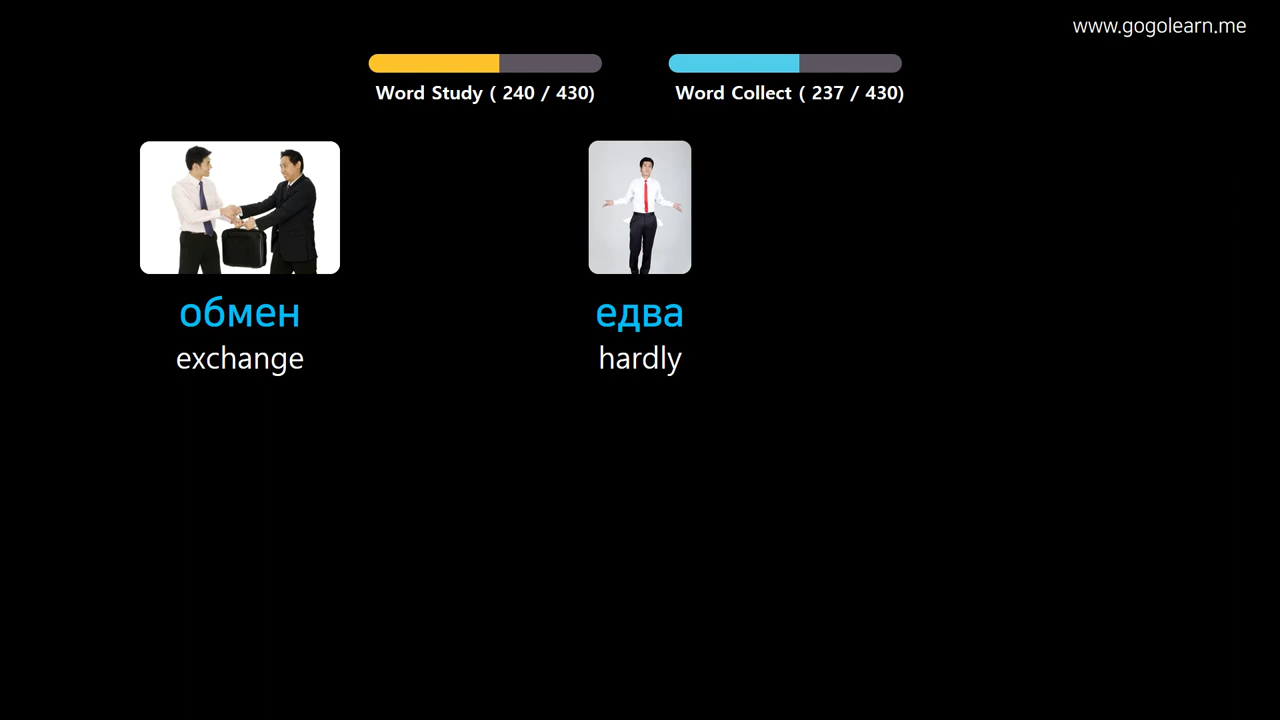 www.gogolearn.me
Word Study ( 240 / 430)
Word Collect ( 237 / 430)
обмен
exchange
едва
hardly